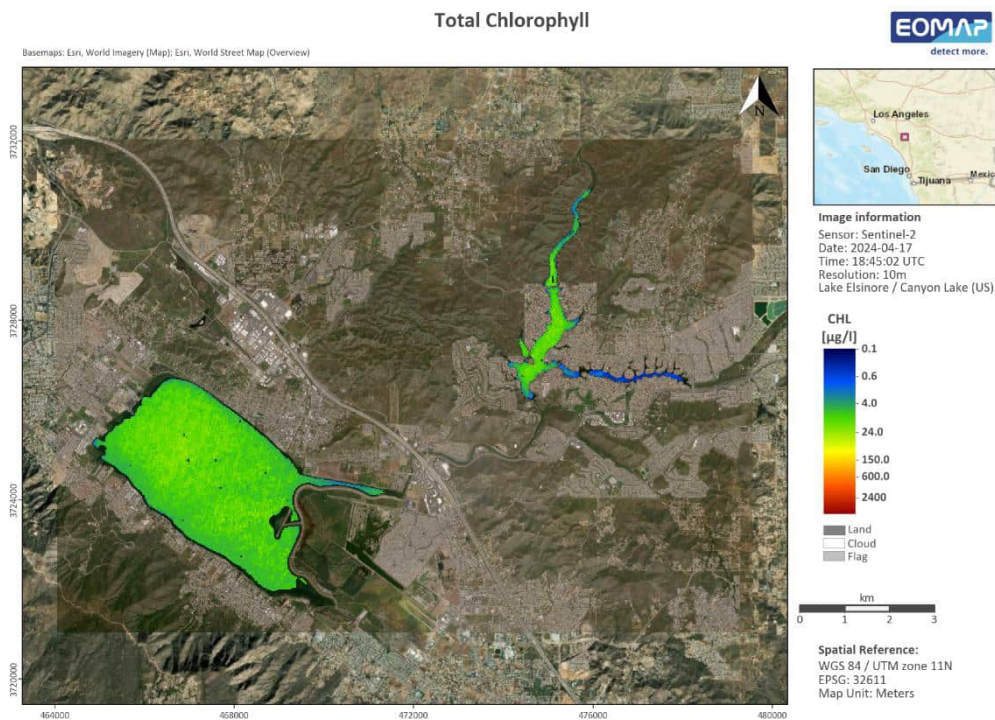 Total Chlorophyll
EOMAP
detect more.
Basemaps: Esri, World Imagery (Map); Esri, World Street Map (Overview)
N
3732000
3728000
3724000
3720000
464000
468000
472000
476000
480000
Los Angeles
San Diego
Tijuana
Mexic
Image information
Sensor: Sentinel-2
Date: 2024-04-17
Time: 18:45:02 UTC
Resolution: 10m
Lake Elsinore / Canyon Lake (US)
CHL
[µg/l]
0.1
0.6
4.0
24.0
150.0
600.0
2400
Land
Cloud
Flag
km
0 1 2 3
Spatial Reference:
WGS 84 / UTM zone 11N
EPSG: 32611
Map Unit: Meters